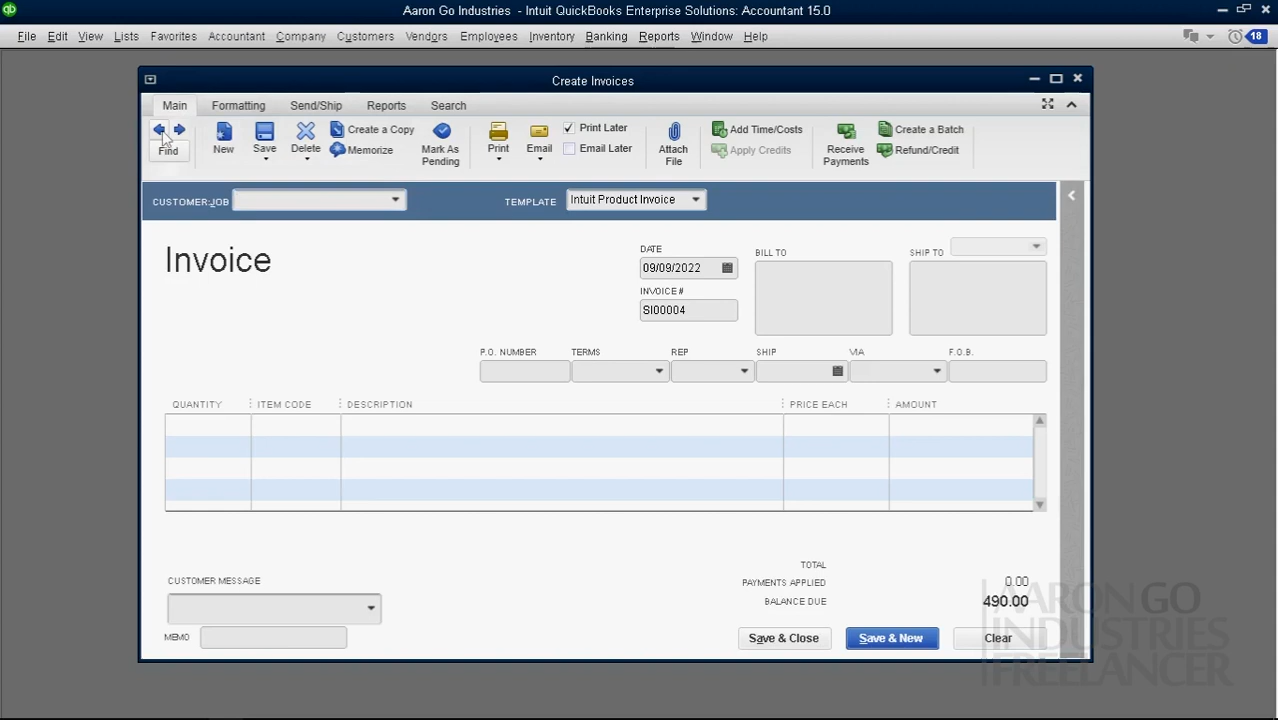 qb
Aaron Go Industries - Intuit QuickBooks Enterprise Solutions: Accountant 15.0
File Edit View Lists Favorites Accountant Company Customers Vendors Employees Inventory Banking Reports Window Help 18
Create Invoices
Main Formatting Send/Ship Reports Search
Find New Save Delete Create a Copy Memorize Mark As Pending Print Email Print Later Email Later Attach File Add Time/Costs Apply Credits Receive Payments Create a Batch Refund/Credit
CUSTOMER:JOB TEMPLATE Intuit Product Invoice
Invoice
DATE BILL TO SHIP TO
09/09/2022
INVOICE #
SI00004
P.O. NUMBER TERMS REP SHIP VIA F.O.B.
QUANTITY ITEM CODE DESCRIPTION PRICE EACH AMOUNT
TOTAL
CUSTOMER MESSAGE PAYMENTS APPLIED 0.00
BALANCE DUE 490.00
MEMO Save & Close Save & New Clear
AARON GO
INDUSTRIES
FREELANCER